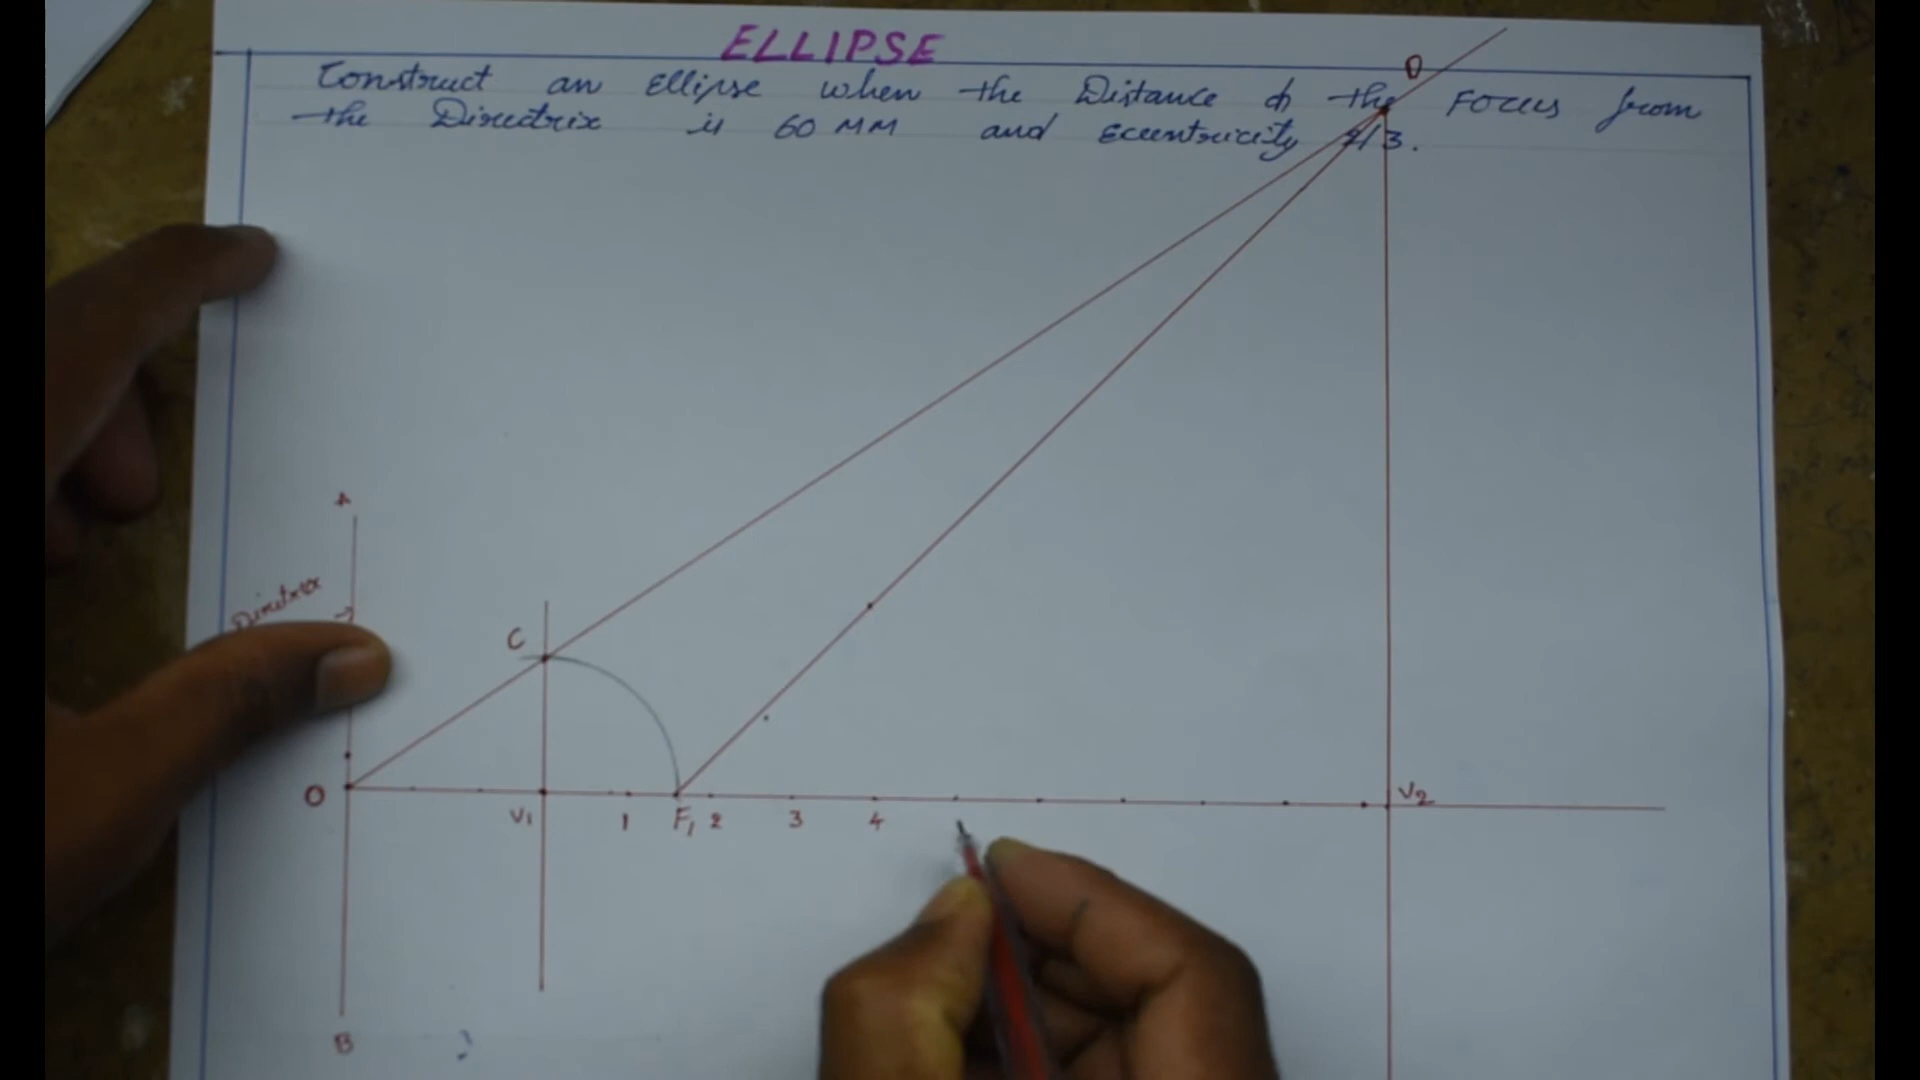 ELLIPSE
Construct an Ellipse when the Distance of the Focus from
the Directrix is 60 MM and Eccentricity 2/3.
D
A
Directrix
C
O
V1 1 F1 2 3 4
V2
B